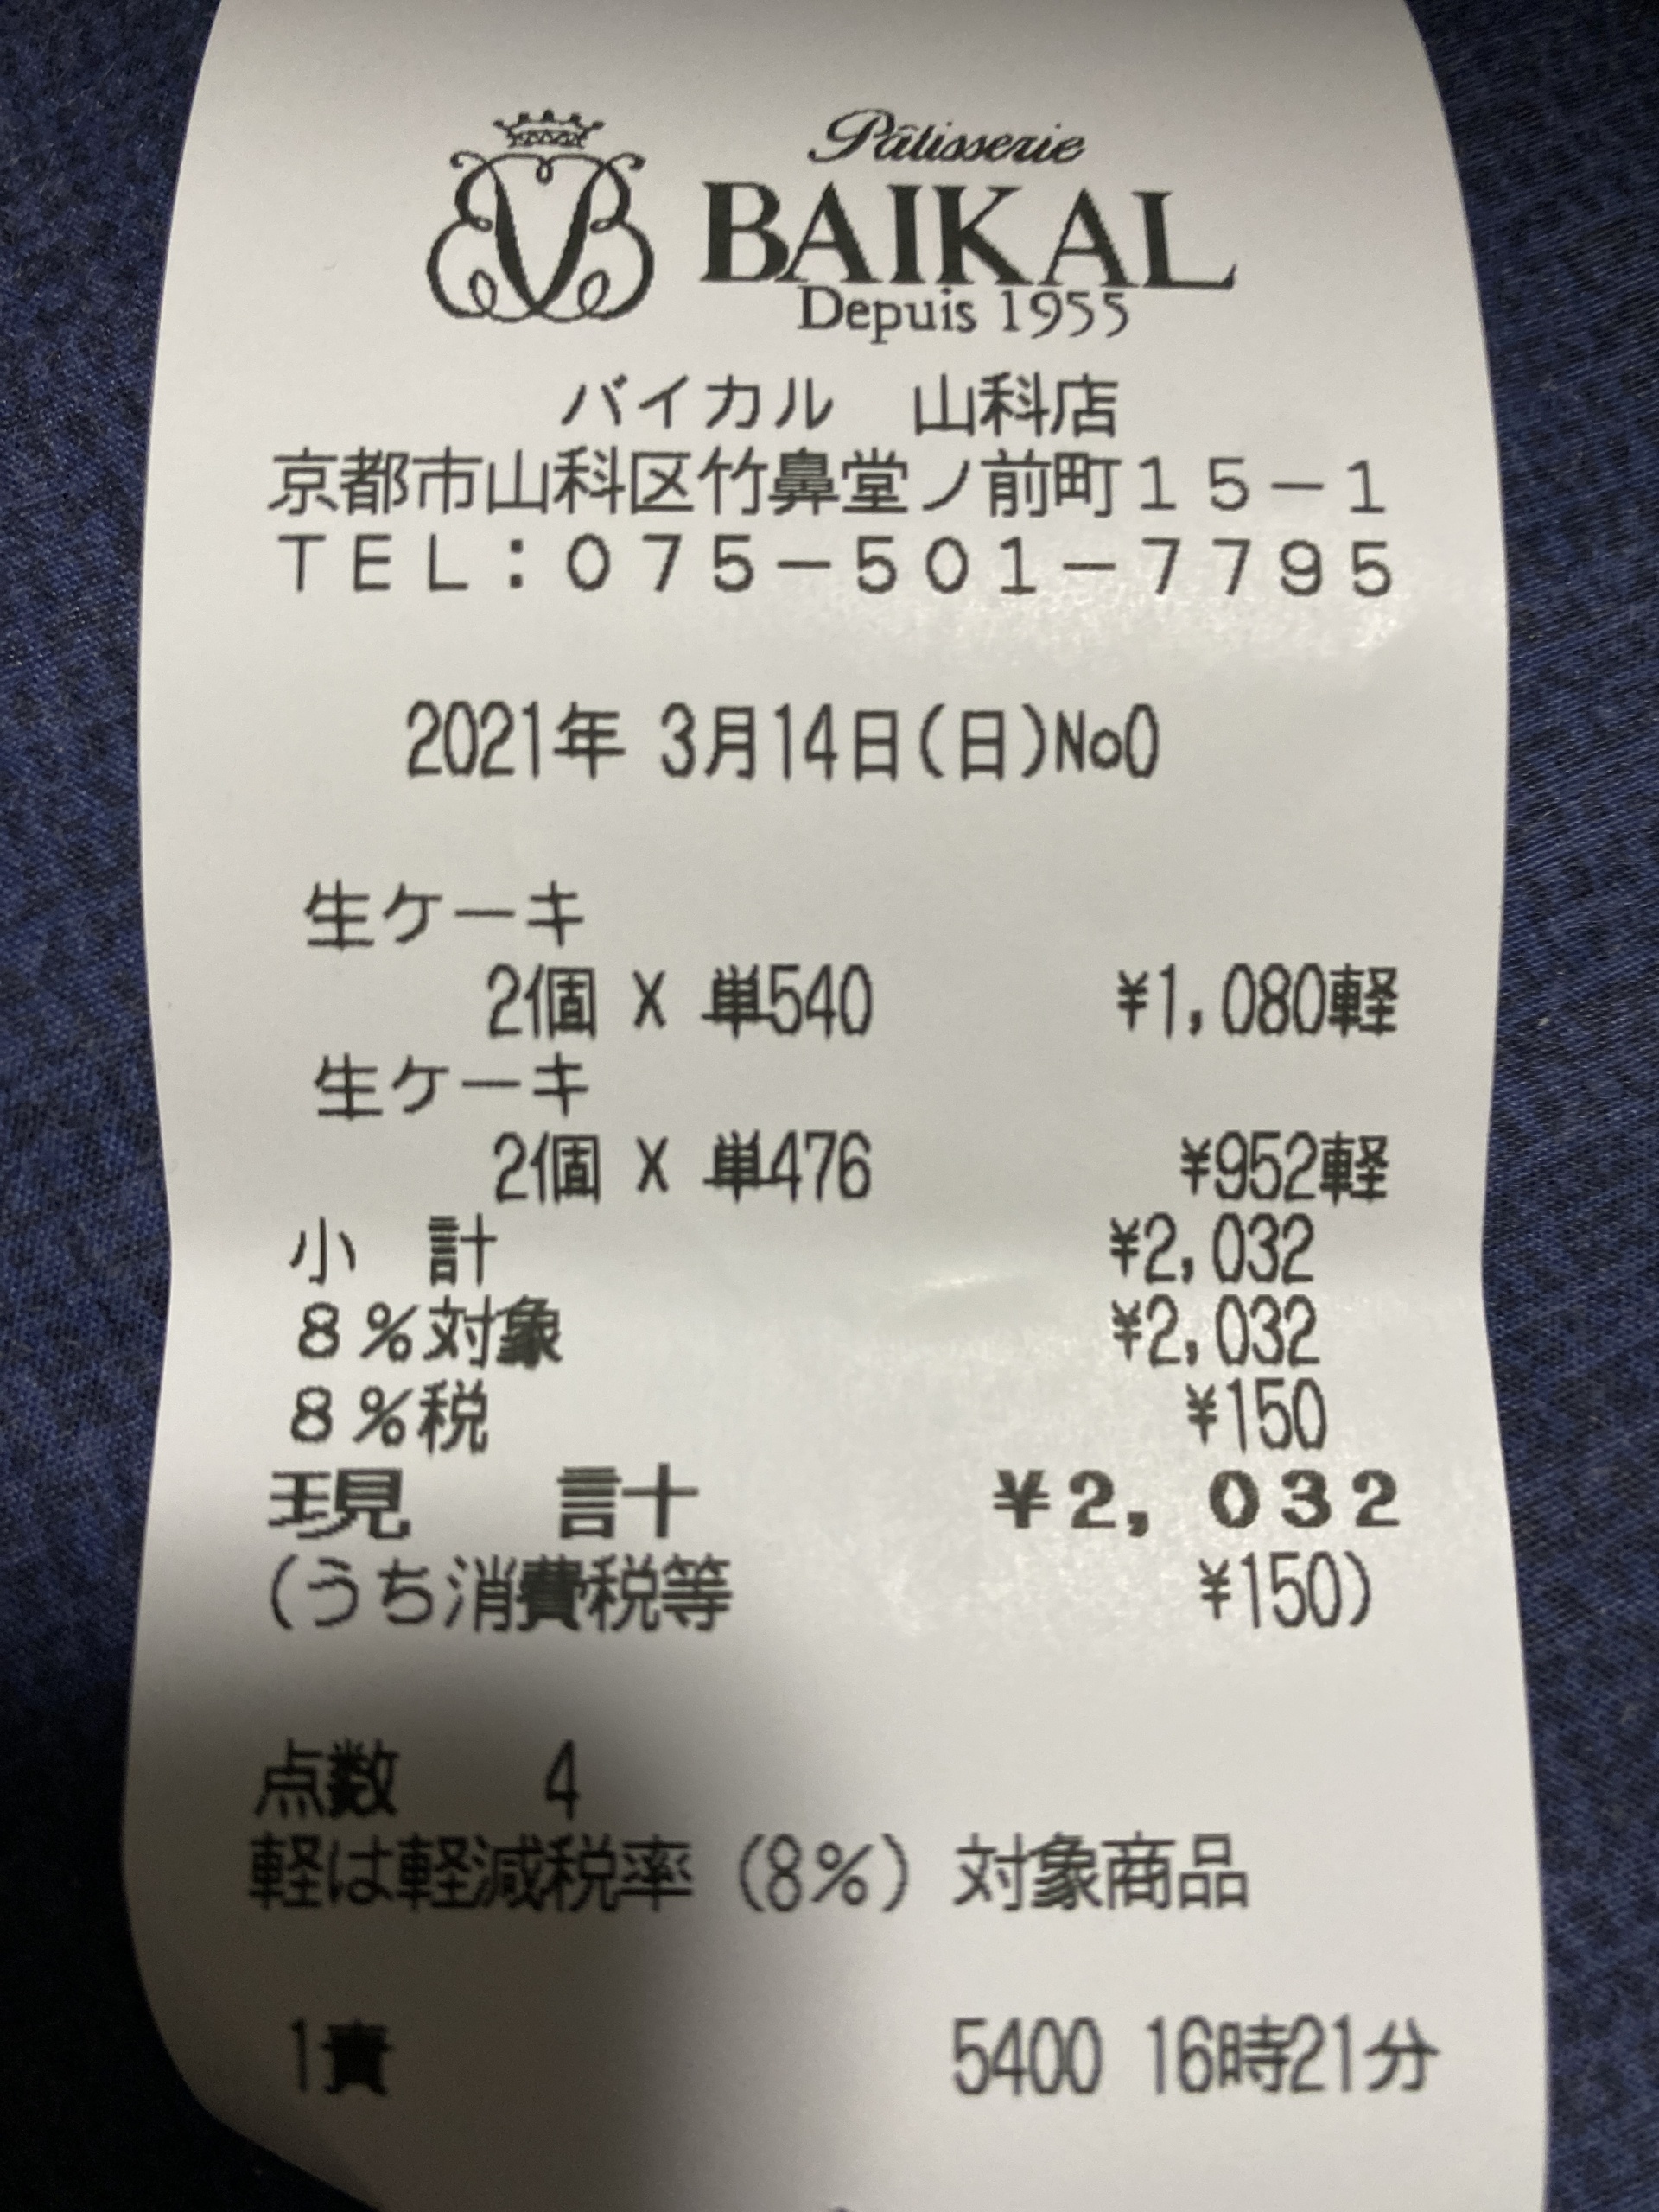 Pâtisserie
BAIKAL
Depuis 1955
バイカル　山科店
京都市山科区竹鼻堂ノ前町１５－１
ＴＥＬ：０７５－５０１－７７９５
2021年 3月14日(日)No0
生ケーキ
2個 X 単540 ¥1,080軽
生ケーキ
2個 X 単476 ¥952軽
小　計 ¥2,032
８％対象 ¥2,032
８％税 ¥150
現　計 ¥2,032
(うち消費税等 ¥150)
点数 4
軽は軽減税率（8％）対象商品
1責 5400 16時21分